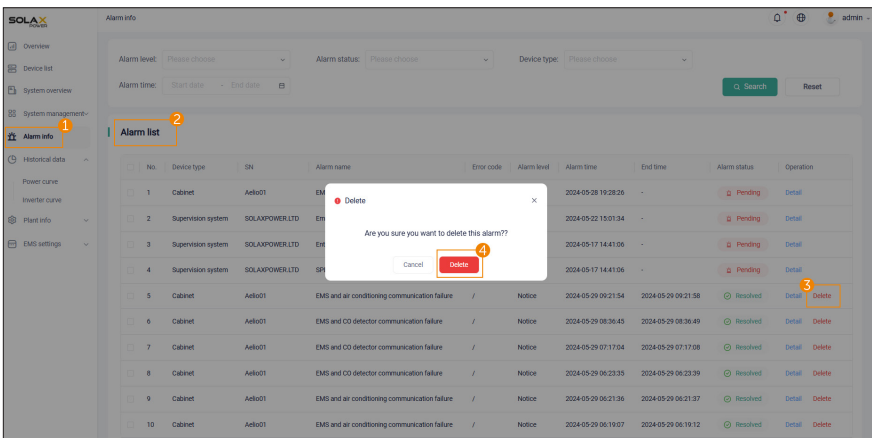 SOLAX
POWER
Alarm info
admin
Overview
Device list
System overview
System management
Alarm info
Historical data
Power curve
Inverter curve
Plant info
EMS settings
1
Alarm level: Please choose
Alarm status: Please choose
Device type: Please choose
Alarm time: Start date - End date
Search
Reset
2
Alarm list
No. Device type SN Alarm name Error code Alarm level Alarm time End time Alarm status Operation
1 Cabinet Aelio01 EM 2024-05-28 19:28:26 - Pending Detail
2 Supervision system SOLAXPOWER.LTD Em 2024-05-22 15:01:34 - Pending Detail
3 Supervision system SOLAXPOWER.LTD Ent 2024-05-17 14:41:06 - Pending Detail
4 Supervision system SOLAXPOWER.LTD SPI 2024-05-17 14:41:06 - Pending Detail
3
5 Cabinet Aelio01 EMS and air conditioning communication failure / Notice 2024-05-29 09:21:54 2024-05-29 09:21:58 Resolved Detail Delete
6 Cabinet Aelio01 EMS and CO detector communication failure / Notice 2024-05-29 08:36:45 2024-05-29 08:36:49 Resolved Detail Delete
7 Cabinet Aelio01 EMS and CO detector communication failure / Notice 2024-05-29 07:17:04 2024-05-29 07:17:08 Resolved Detail Delete
8 Cabinet Aelio01 EMS and CO detector communication failure / Notice 2024-05-29 06:23:35 2024-05-29 06:23:39 Resolved Detail Delete
9 Cabinet Aelio01 EMS and air conditioning communication failure / Notice 2024-05-29 06:21:36 2024-05-29 06:21:37 Resolved Detail Delete
10 Cabinet Aelio01 EMS and air conditioning communication failure / Notice 2024-05-29 06:19:07 2024-05-29 06:19:12 Resolved Detail Delete
Delete
Are you sure you want to delete this alarm??
4
Cancel
Delete